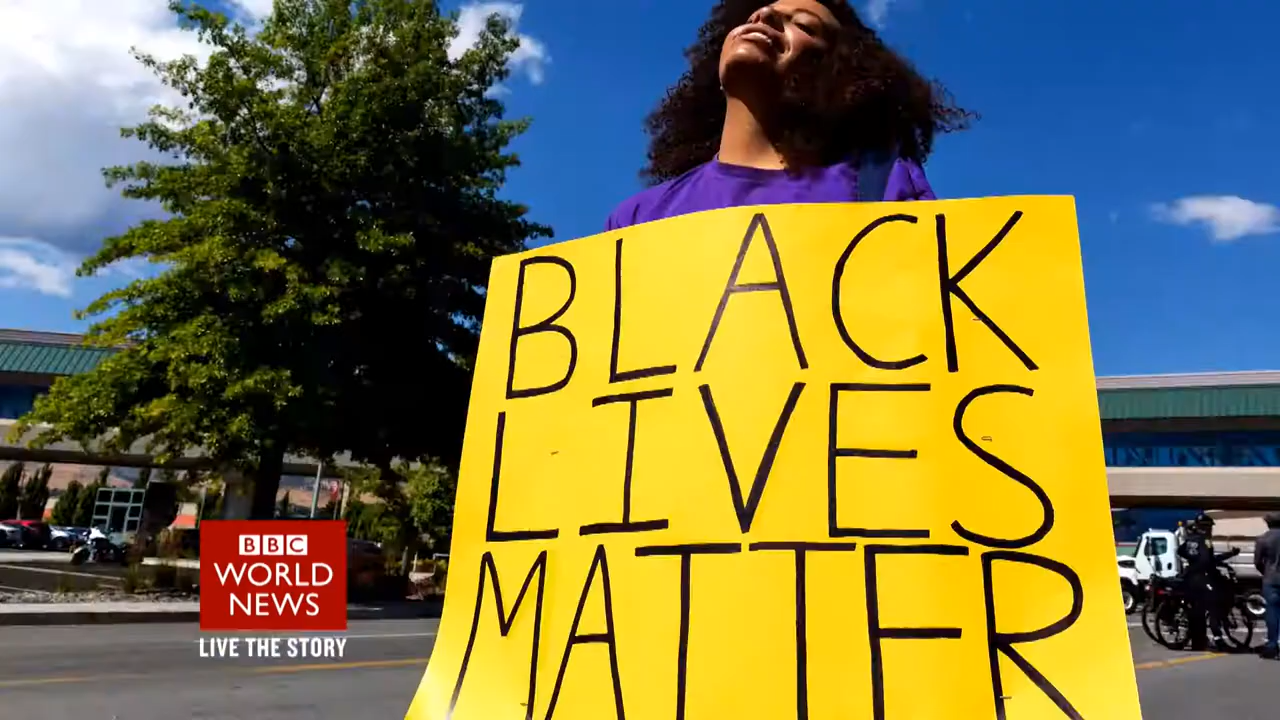 BLACK
LIVES
MATTER
BBC
WORLD
NEWS
LIVE THE STORY